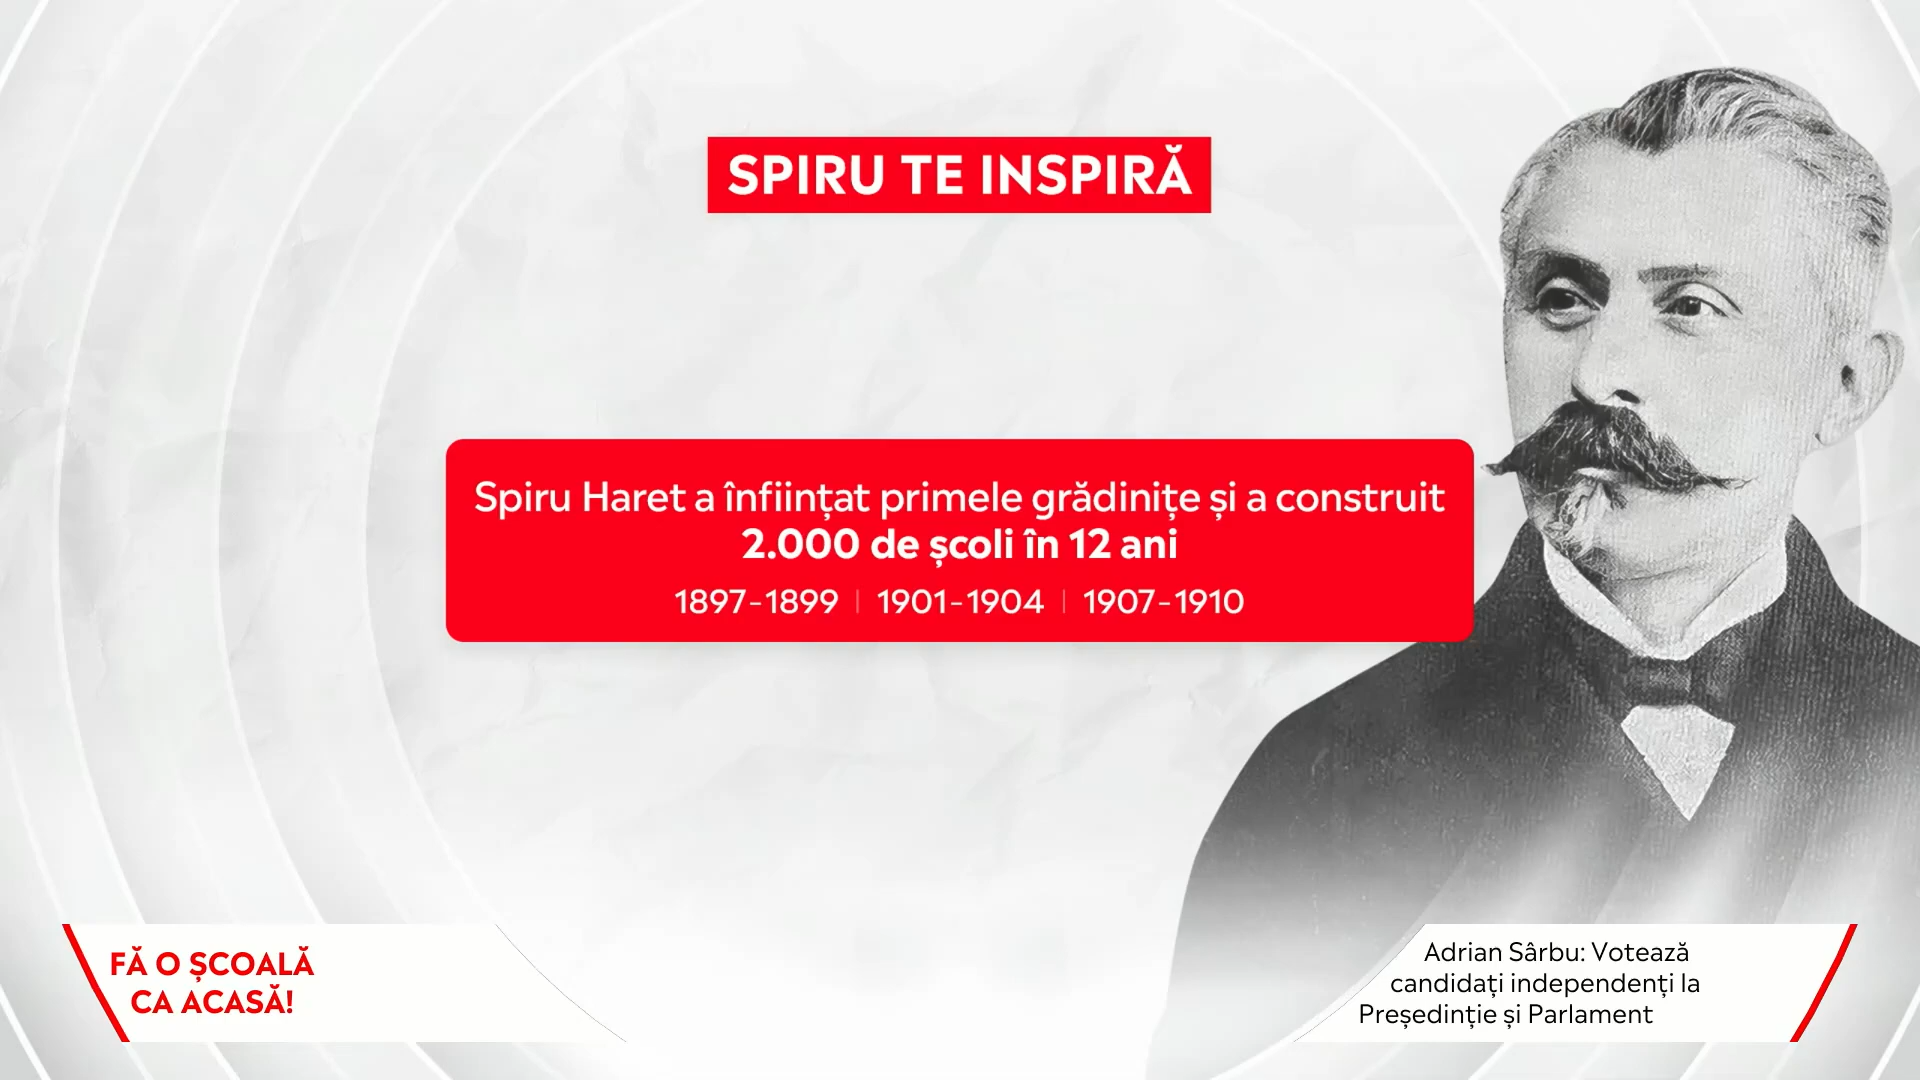 SPIRU TE INSPIRĂ
Spiru Haret a înființat primele grădinițe și a construit
2.000 de școli în 12 ani
1897-1899 | 1901-1904 | 1907-1910
FĂ O ȘCOALĂ
CA ACASĂ!
Adrian Sârbu: Votează
candidați independenți la
Președinție și Parlament